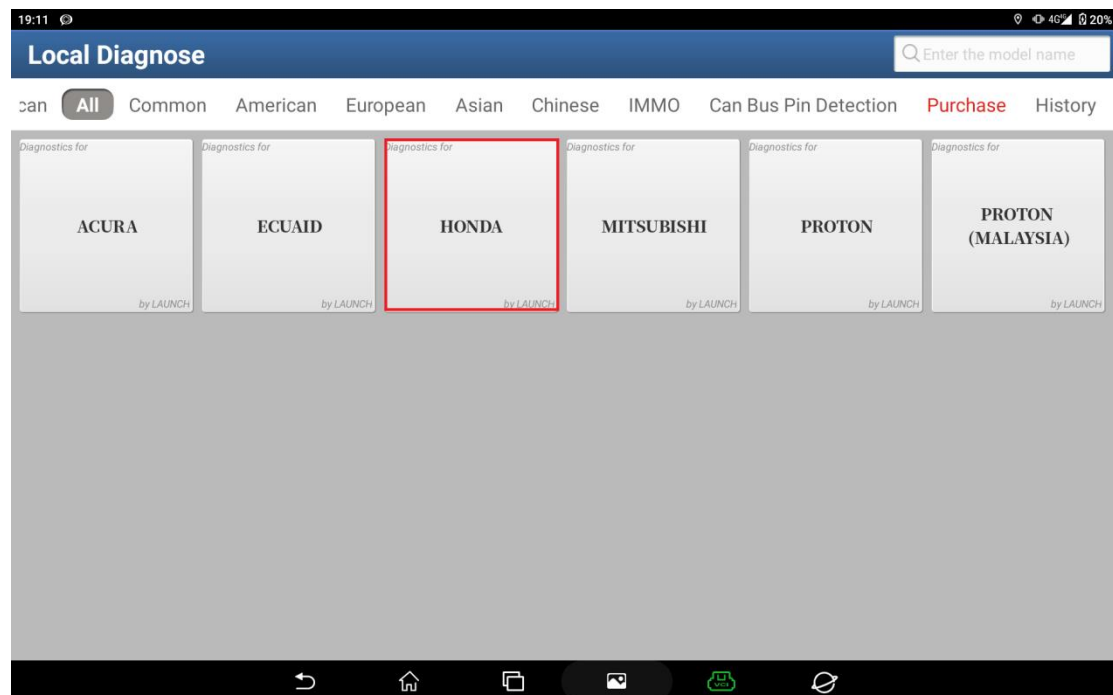 19:11 4G 20%
Local Diagnose
Enter the model name
can All Common American European Asian Chinese IMMO Can Bus Pin Detection Purchase History
Diagnostics for
ACURA
by LAUNCH
Diagnostics for
ECUAID
by LAUNCH
Diagnostics for
HONDA
by LAUNCH
Diagnostics for
MITSUBISHI
by LAUNCH
Diagnostics for
PROTON
by LAUNCH
Diagnostics for
PROTON
(MALAYSIA)
by LAUNCH
VCI